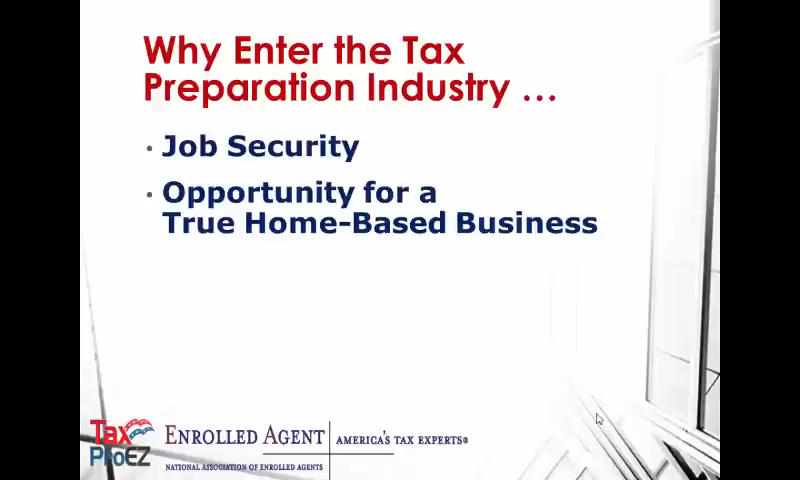 Why Enter the Tax
Preparation Industry ...
• Job Security
• Opportunity for a
True Home-Based Business
Tax
ProEZ
ENROLLED AGENT
AMERICA'S TAX EXPERTS®
NATIONAL ASSOCIATION OF ENROLLED AGENTS